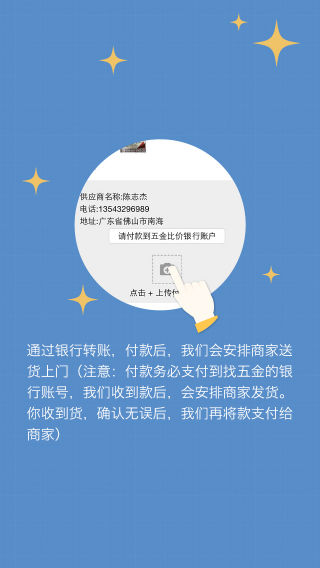 供应商名称:陈志杰
电话:13543296989
地址:广东省佛山市南海
请付款到五金比价银行账户
点击 + 上传付
通过银行转账，付款后，我们会安排商家送
货上门（注意：付款务必支付到找五金的银
行账号，我们收到款后，会安排商家发货。
你收到货，确认无误后，我们再将款支付给
商家）